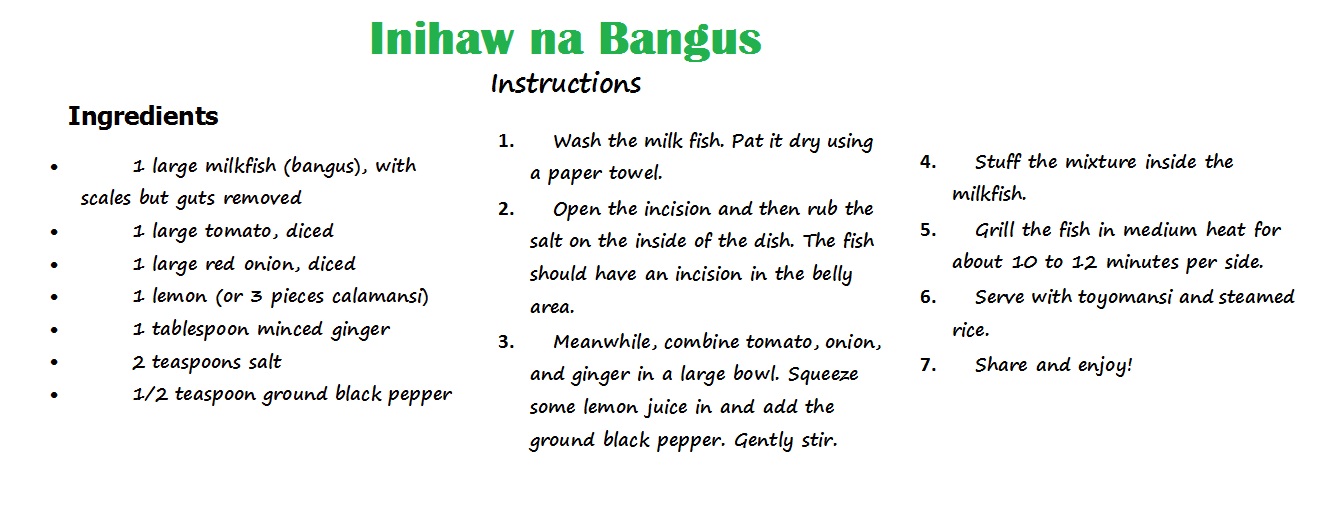 Inihaw na Bangus
Ingredients
• 1 large milkfish (bangus), with
scales but guts removed
• 1 large tomato, diced
• 1 large red onion, diced
• 1 lemon (or 3 pieces calamansi)
• 1 tablespoon minced ginger
• 2 teaspoons salt
• 1/2 teaspoon ground black pepper
Instructions
1. Wash the milk fish. Pat it dry using
a paper towel.
2. Open the incision and then rub the
salt on the inside of the dish. The fish
should have an incision in the belly
area.
3. Meanwhile, combine tomato, onion,
and ginger in a large bowl. Squeeze
some lemon juice in and add the
ground black pepper. Gently stir.
4. Stuff the mixture inside the
milkfish.
5. Grill the fish in medium heat for
about 10 to 12 minutes per side.
6. Serve with toyomansi and steamed
rice.
7. Share and enjoy!